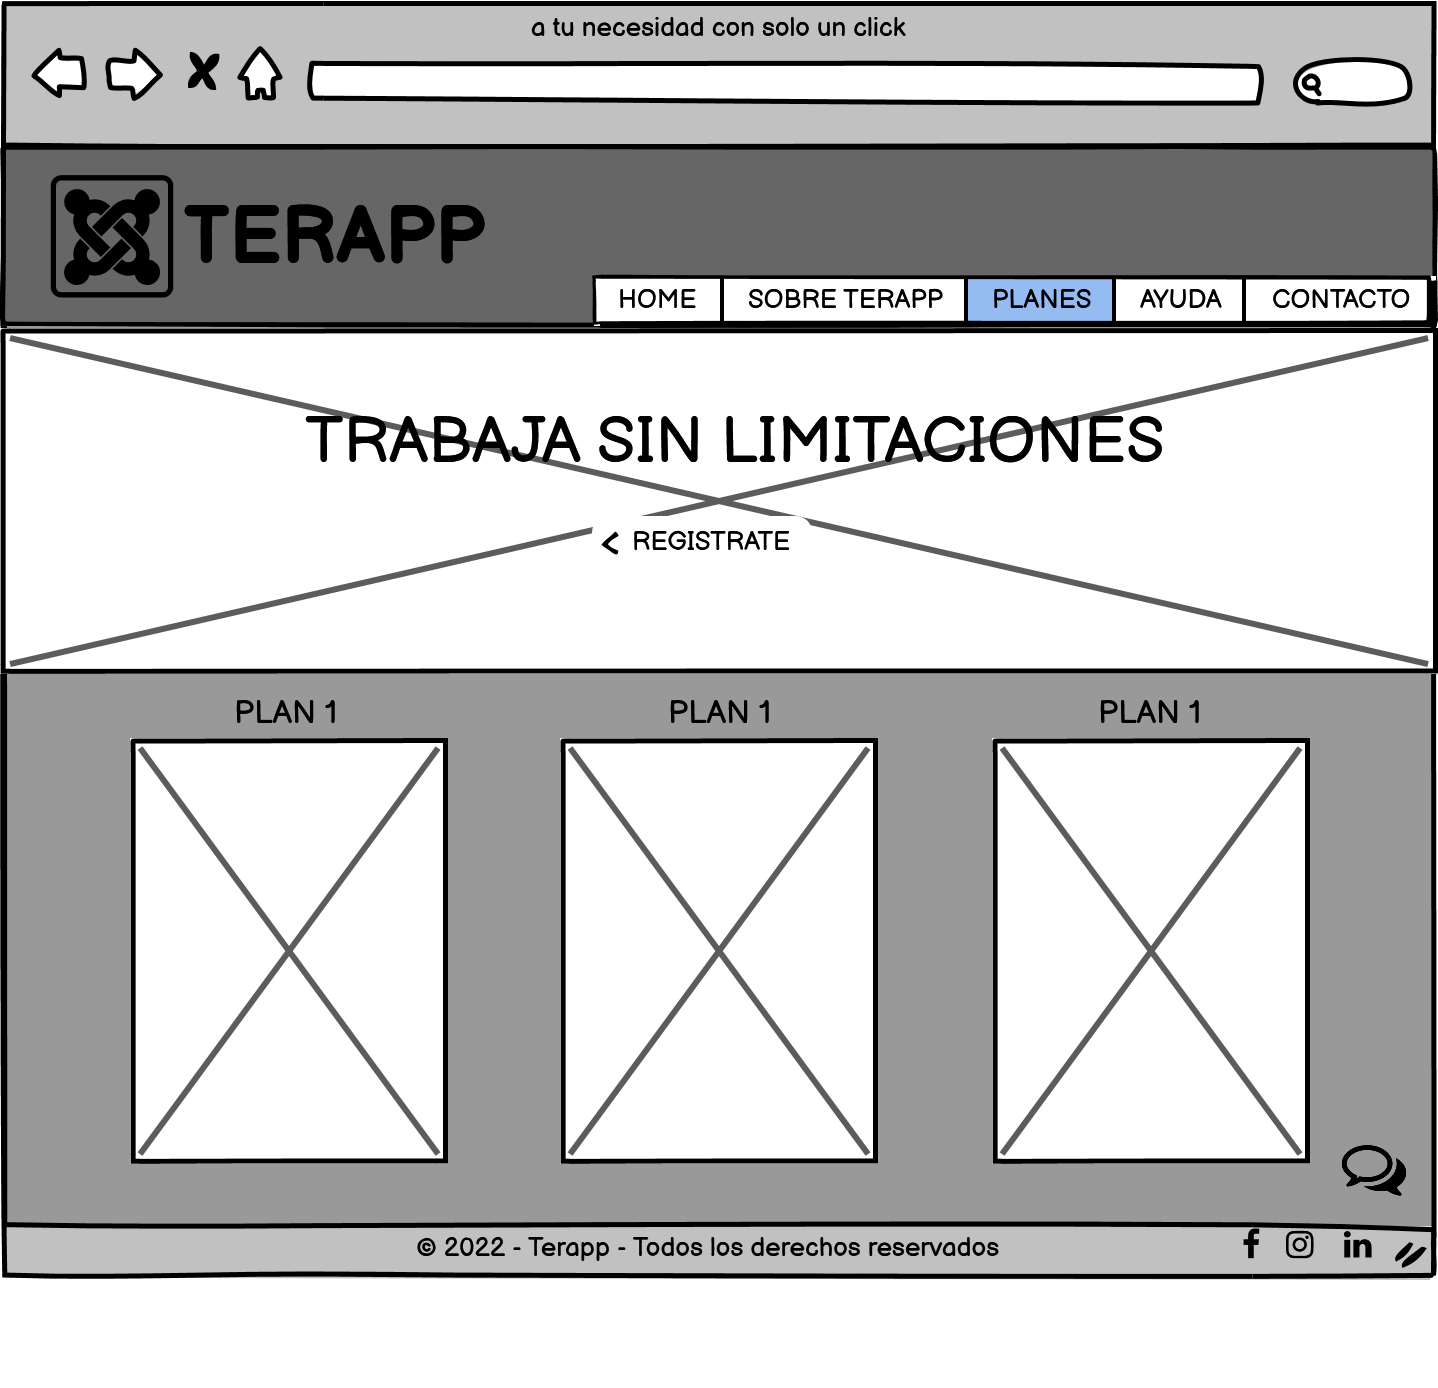 a tu necesidad con solo un click
TERAPP
HOME SOBRE TERAPP PLANES AYUDA CONTACTO
TRABAJA SIN LIMITACIONES
REGISTRATE
PLAN 1 PLAN 1 PLAN 1
© 2022 - Terapp - Todos los derechos reservados